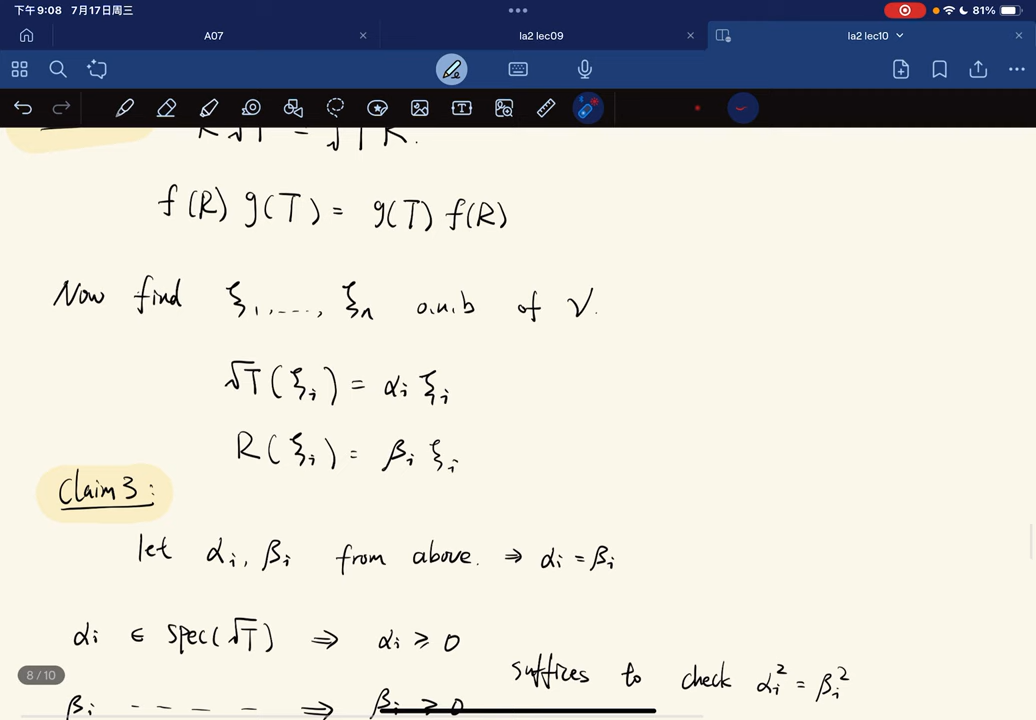 下午9:08 7月17日周三
81%
A07
la2 lec09
la2 lec10
R √T = √T R.
f(R) g(T) = g(T) f(R)
Now find ξ₁, ...., ξₙ o.n.b of V.
√T(ξᵢ) = αᵢ ξᵢ
R(ξᵢ) = βᵢ ξᵢ
Claim 3:
let αᵢ, βᵢ from above. ⇒ αᵢ = βᵢ
αᵢ ∈ spec(√T) ⇒ αᵢ ≥ 0
suffices to check αᵢ² = βᵢ²
βᵢ - - - - ⇒ βᵢ ≥ 0
8 / 10